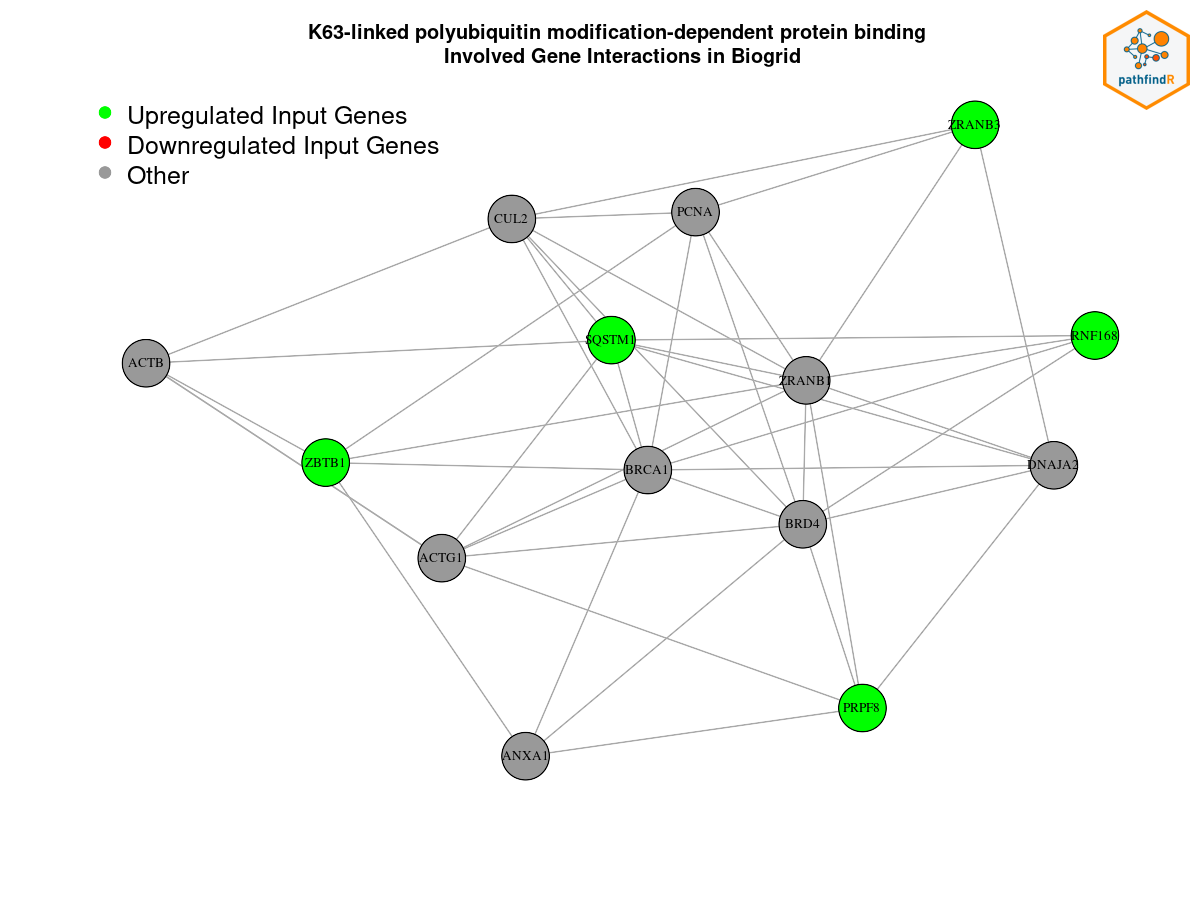 K63-linked polyubiquitin modification-dependent protein binding
Involved Gene Interactions in Biogrid
pathfindR
Upregulated Input Genes
Downregulated Input Genes
Other
ZRANB3
CUL2
PCNA
SQSTM1
RNF168
ACTB
ZRANB1
ZBTB1
BRCA1
DNAJA2
BRD4
ACTG1
PRPF8
ANXA1